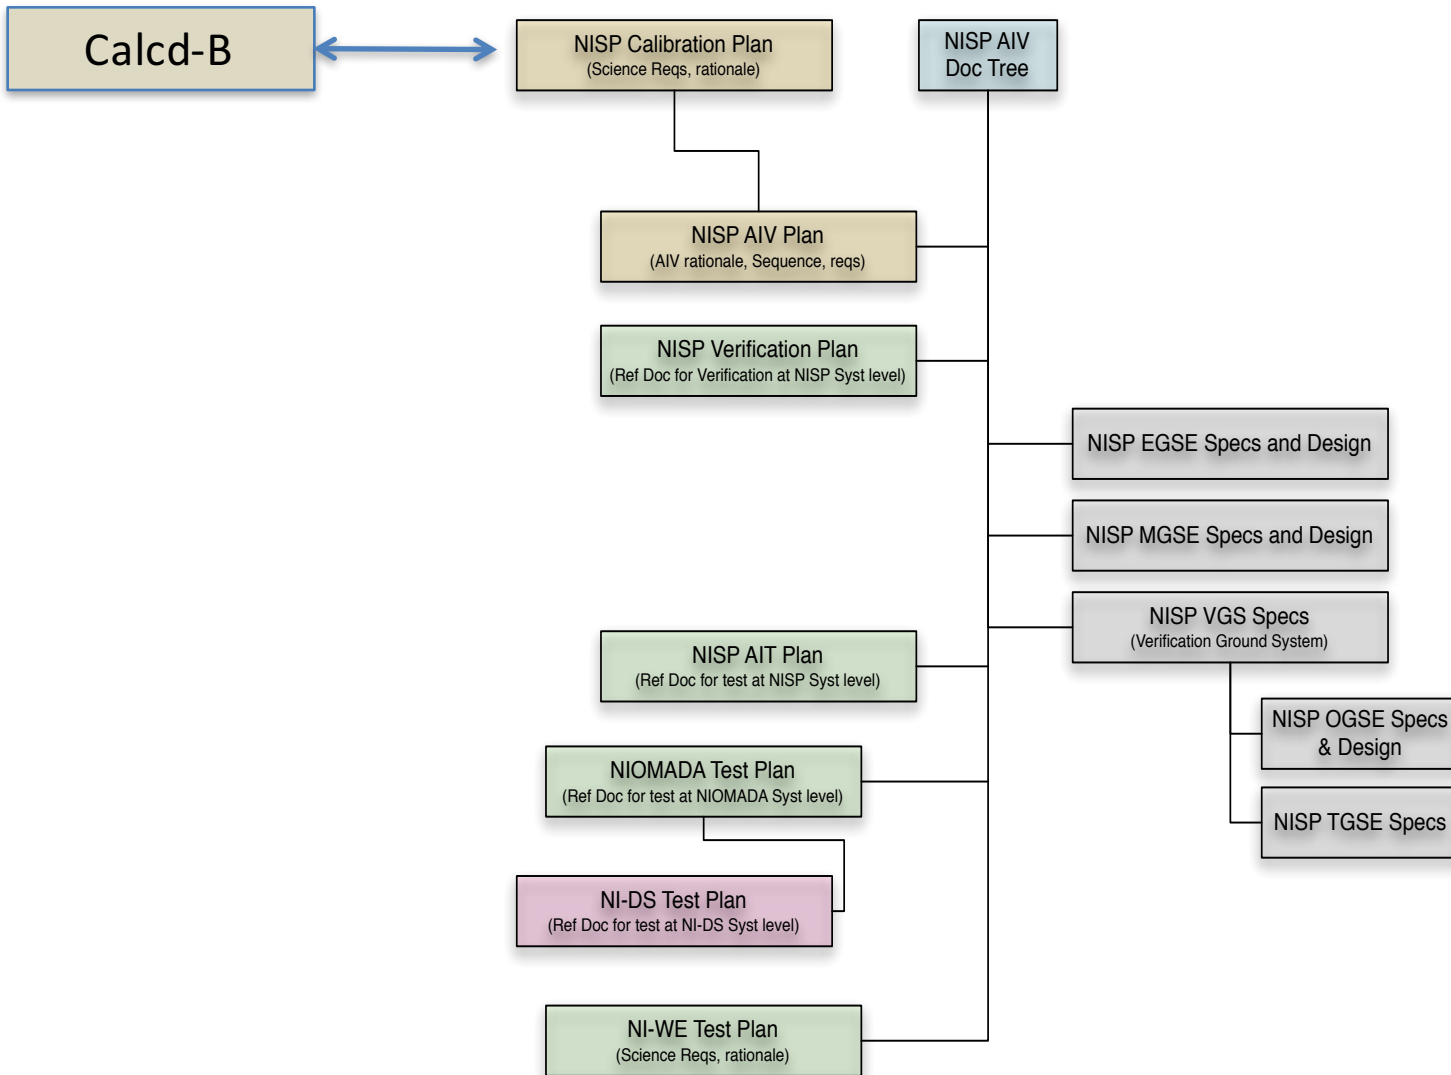 Calcd-B
NISP Calibration Plan
(Science Reqs, rationale)
NISP AIV
Doc Tree
NISP AIV Plan
(AIV rationale, Sequence, reqs)
NISP Verification Plan
(Ref Doc for Verification at NISP Syst level)
NISP EGSE Specs and Design
NISP MGSE Specs and Design
NISP VGS Specs
(Verification Ground System)
NISP AIT Plan
(Ref Doc for test at NISP Syst level)
NISP OGSE Specs
& Design
NIOMADA Test Plan
(Ref Doc for test at NIOMADA Syst level)
NISP TGSE Specs
NI-DS Test Plan
(Ref Doc for test at NI-DS Syst level)
NI-WE Test Plan
(Science Reqs, rationale)